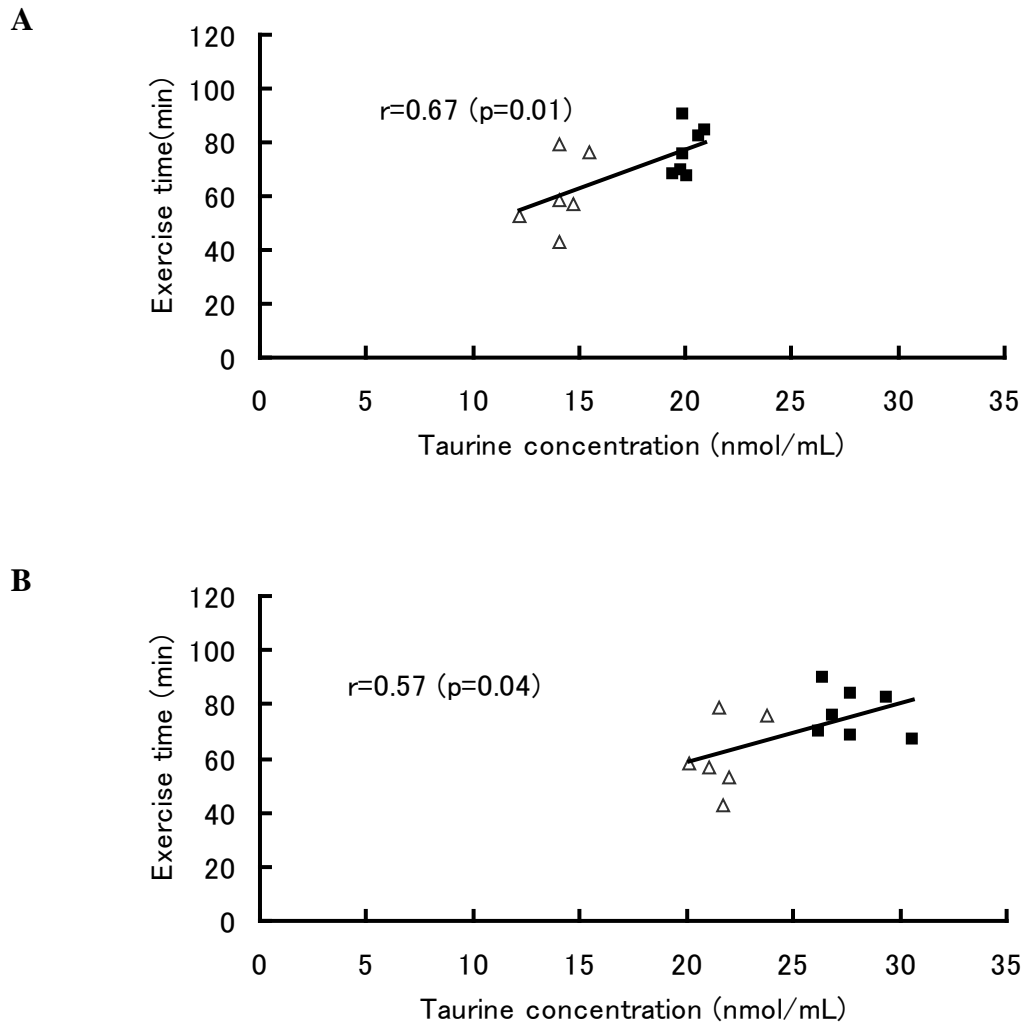 A
120
100
80
60
40
20
0
Exercise time(min)
r=0.67 (p=0.01)
0 5 10 15 20 25 30 35
Taurine concentration (nmol/mL)
B
120
100
80
60
40
20
0
Exercise time (min)
r=0.57 (p=0.04)
0 5 10 15 20 25 30 35
Taurine concentration (nmol/mL)